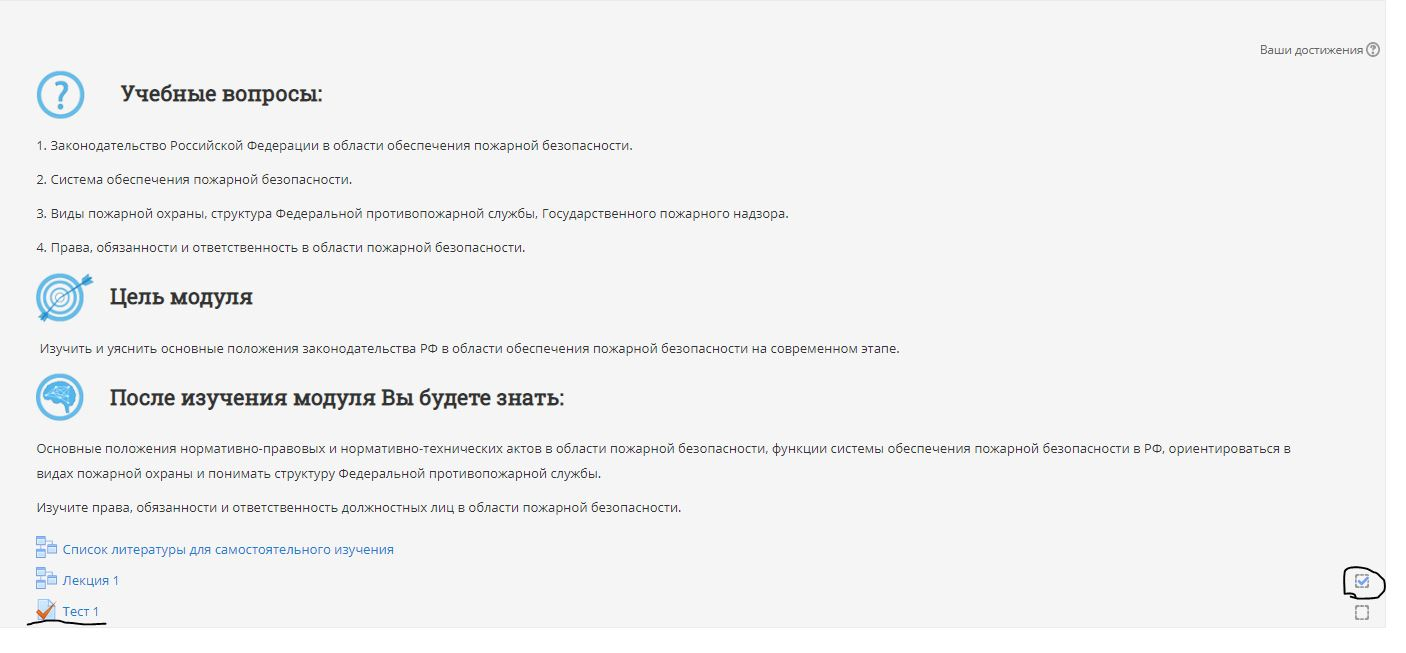 Ваши достижения
Учебные вопросы:
1. Законодательство Российской Федерации в области обеспечения пожарной безопасности.
2. Система обеспечения пожарной безопасности.
3. Виды пожарной охраны, структура Федеральной противопожарной службы, Государственного пожарного надзора.
4. Права, обязанности и ответственность в области пожарной безопасности.
Цель модуля
Изучить и уяснить основные положения законодательства РФ в области обеспечения пожарной безопасности на современном этапе.
После изучения модуля Вы будете знать:
Основные положения нормативно-правовых и нормативно-технических актов в области пожарной безопасности, функции системы обеспечения пожарной безопасности в РФ, ориентироваться в
видах пожарной охраны и понимать структуру Федеральной противопожарной службы.
Изучите права, обязанности и ответственность должностных лиц в области пожарной безопасности.
Список литературы для самостоятельного изучения
Лекция 1
Тест 1